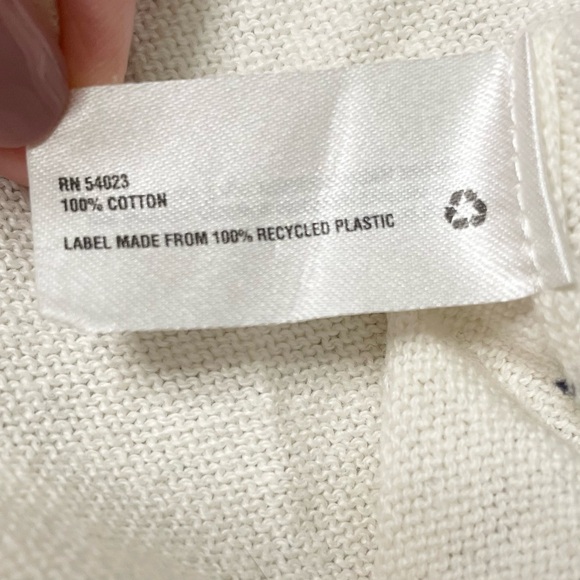 RN 54023
100% COTTON
LABEL MADE FROM 100% RECYCLED PLASTIC